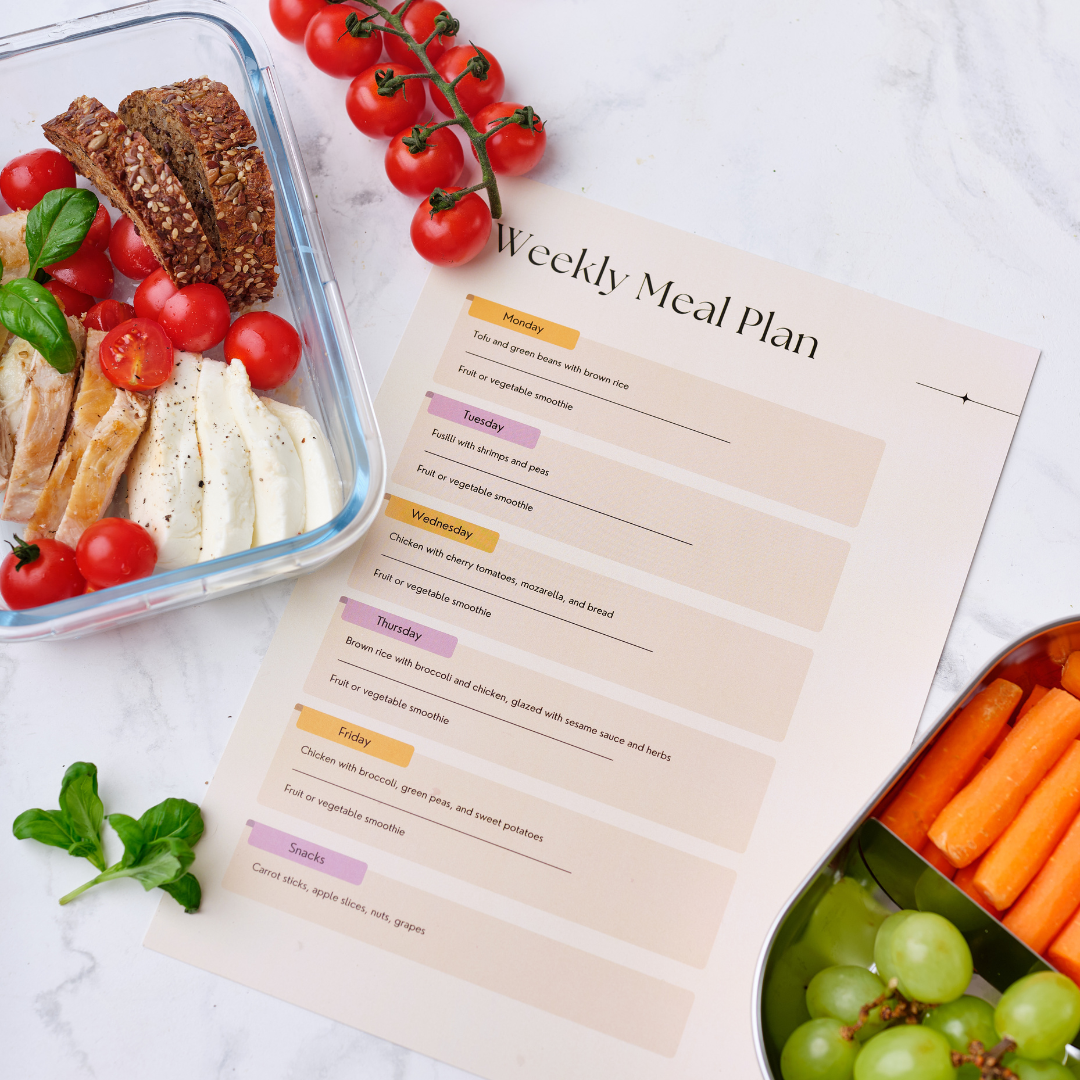 Weekly Meal Plan
Monday
Tofu and green beans with brown rice
Fruit or vegetable smoothie
Tuesday
Fusilli with shrimps and peas
Fruit or vegetable smoothie
Wednesday
Chicken with cherry tomatoes, mozarella, and bread
Fruit or vegetable smoothie
Thursday
Brown rice with broccoli and chicken, glazed with sesame sauce and herbs
Fruit or vegetable smoothie
Friday
Chicken with broccoli, green peas, and sweet potatoes
Fruit or vegetable smoothie
Snacks
Carrot sticks, apple slices, nuts, grapes